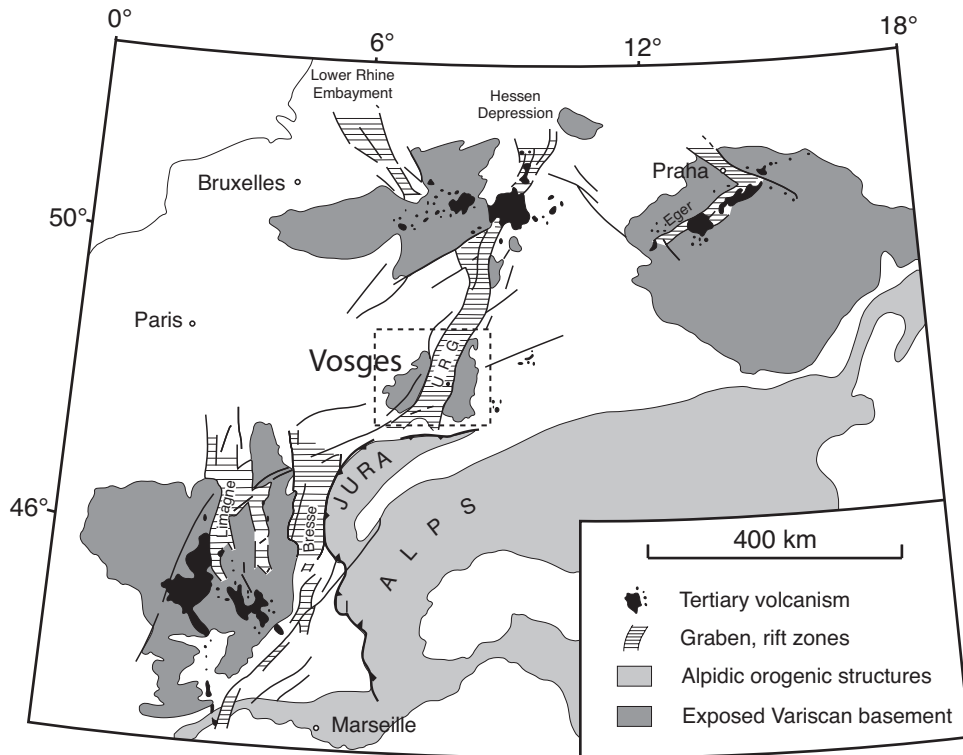 0°
6°
12°
18°
Lower Rhine
Embayment
Hessen
Depression
Bruxelles
Praha
50°
Eger
Paris
Vosges
URG
46°
Limagne
Bresse
JURA
ALPS
Marseille
400 km
Tertiary volcanism
Graben, rift zones
Alpidic orogenic structures
Exposed Variscan basement